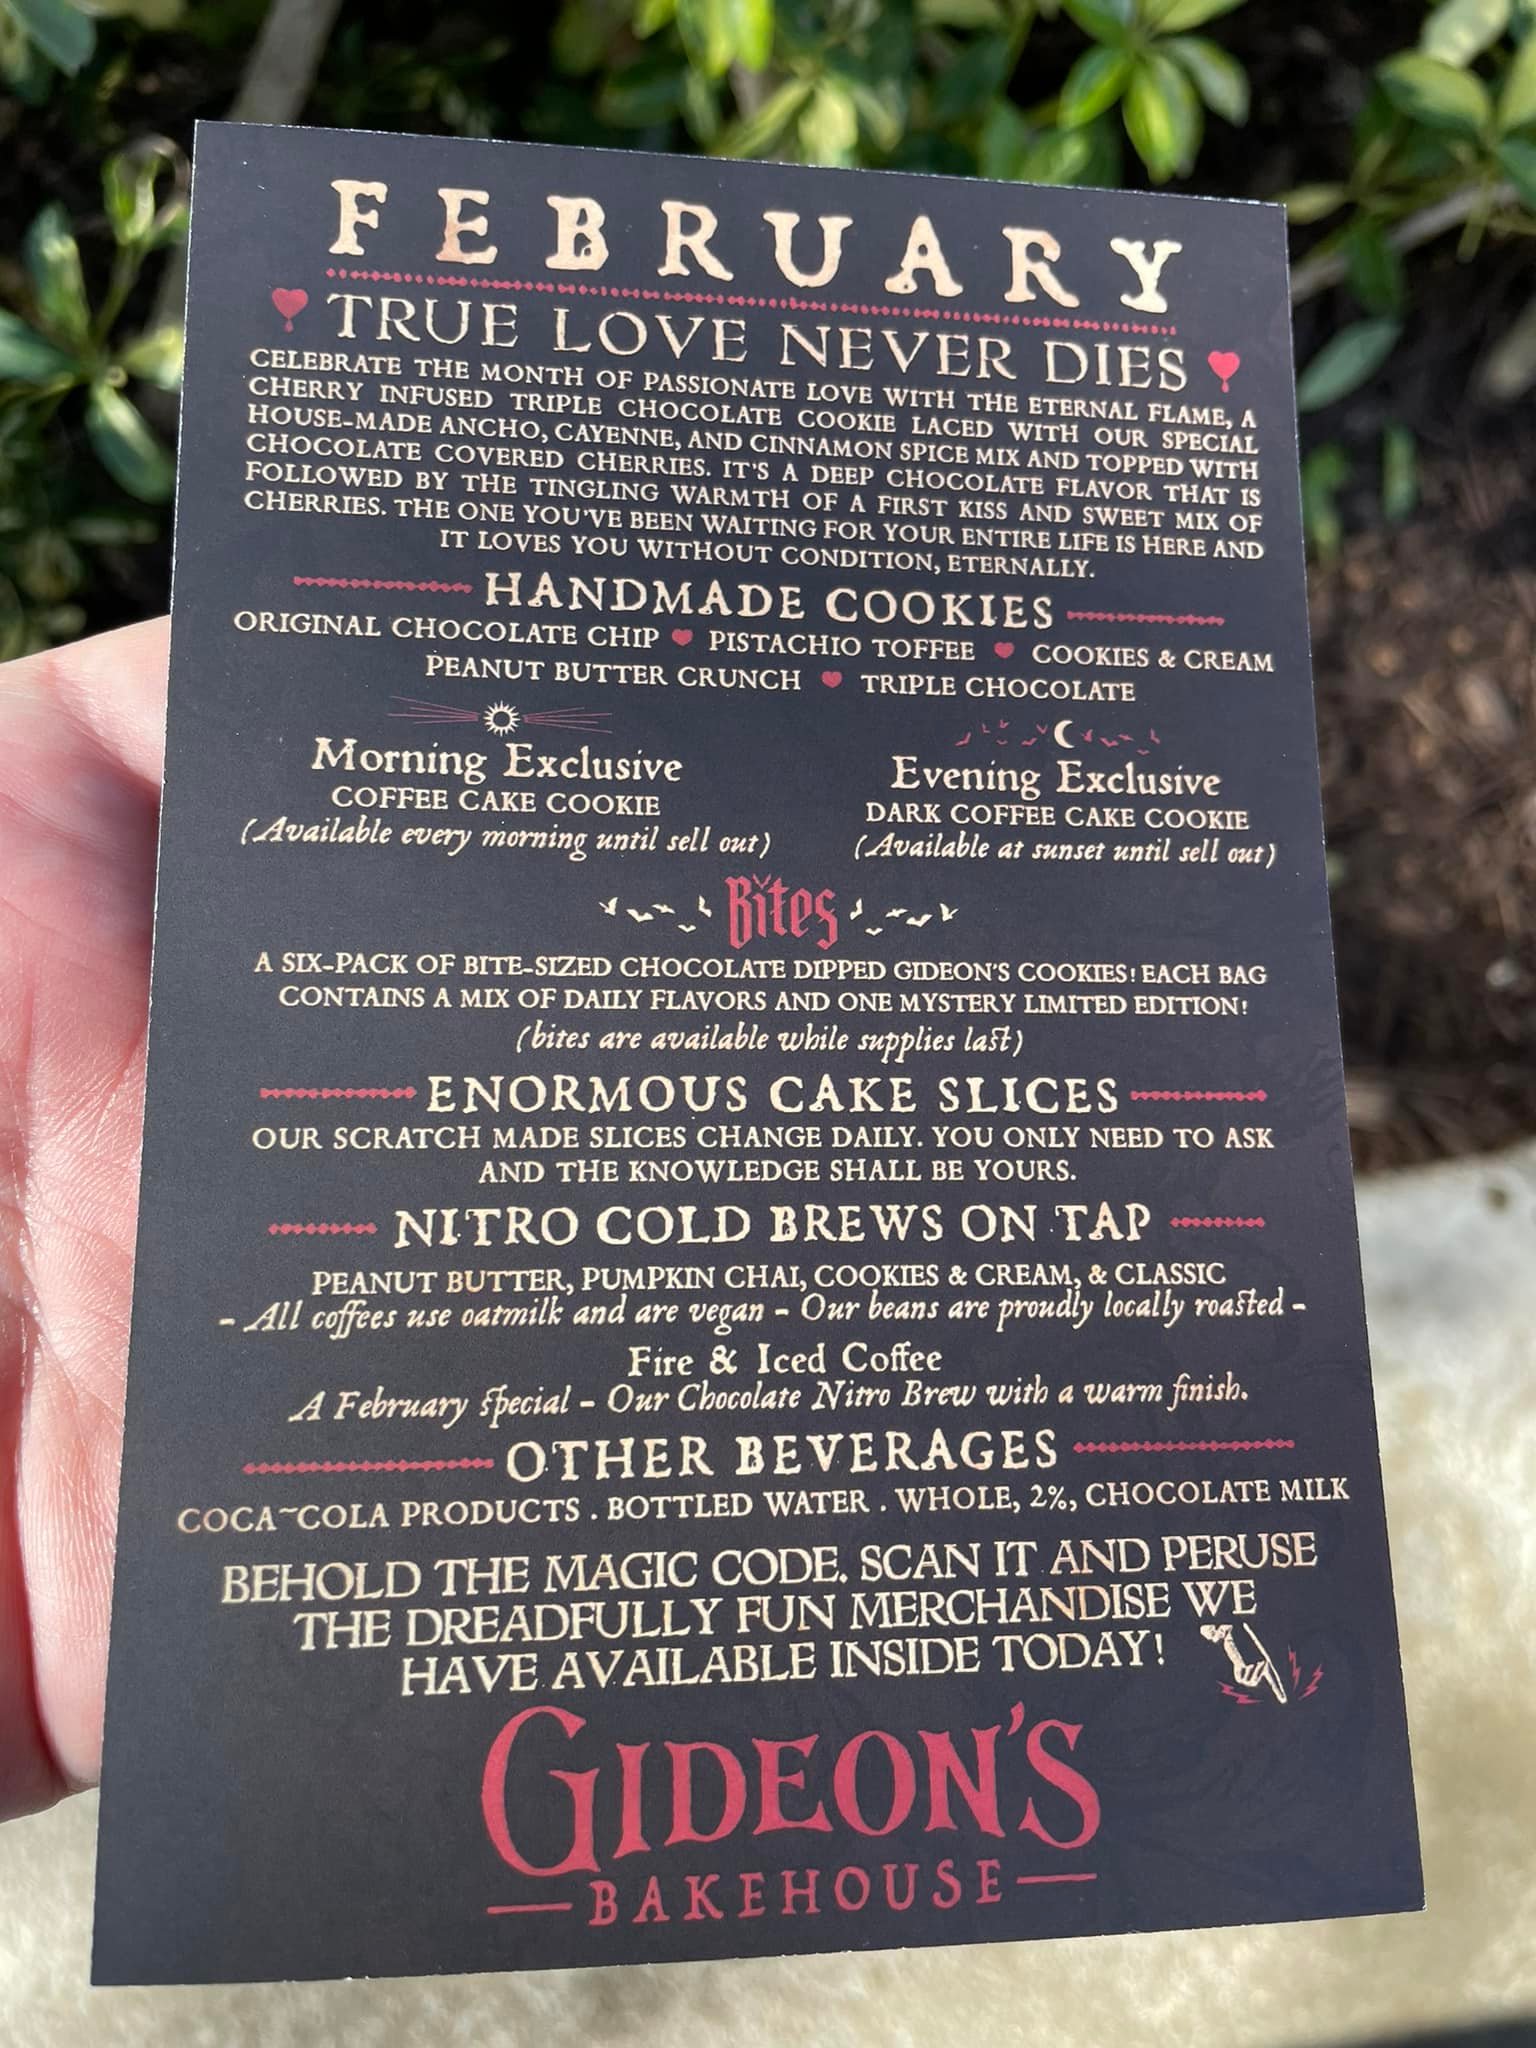 FEBRUARY
TRUE LOVE NEVER DIES
CELEBRATE THE MONTH OF PASSIONATE LOVE WITH THE ETERNAL FLAME, A
CHERRY INFUSED TRIPLE CHOCOLATE COOKIE LACED WITH OUR SPECIAL
HOUSE-MADE ANCHO, CAYENNE, AND CINNAMON SPICE MIX AND TOPPED WITH
CHOCOLATE COVERED CHERRIES. IT'S A DEEP CHOCOLATE FLAVOR THAT IS
FOLLOWED BY THE TINGLING WARMTH OF A FIRST KISS AND SWEET MIX OF
CHERRIES. THE ONE YOU'VE BEEN WAITING FOR YOUR ENTIRE LIFE IS HERE AND
IT LOVES YOU WITHOUT CONDITION, ETERNALLY.
HANDMADE COOKIES
ORIGINAL CHOCOLATE CHIP ♥ PISTACHIO TOFFEE ♥ COOKIES & CREAM
PEANUT BUTTER CRUNCH ♥ TRIPLE CHOCOLATE
Morning Exclusive
COFFEE CAKE COOKIE
(Available every morning until sell out)
Evening Exclusive
DARK COFFEE CAKE COOKIE
(Available at sunset until sell out)
Bites
A SIX-PACK OF BITE-SIZED CHOCOLATE DIPPED GIDEON'S COOKIES! EACH BAG
CONTAINS A MIX OF DAILY FLAVORS AND ONE MYSTERY LIMITED EDITION!
(bites are available while supplies last)
ENORMOUS CAKE SLICES
OUR SCRATCH MADE SLICES CHANGE DAILY. YOU ONLY NEED TO ASK
AND THE KNOWLEDGE SHALL BE YOURS.
NITRO COLD BREWS ON TAP
PEANUT BUTTER, PUMPKIN CHAI, COOKIES & CREAM, & CLASSIC
- All coffees use oatmilk and are vegan - Our beans are proudly locally roasted -
Fire & Iced Coffee
A February special - Our Chocolate Nitro Brew with a warm finish.
OTHER BEVERAGES
COCA~COLA PRODUCTS . BOTTLED WATER . WHOLE, 2%, CHOCOLATE MILK
BEHOLD THE MAGIC CODE. SCAN IT AND PERUSE
THE DREADFULLY FUN MERCHANDISE WE
HAVE AVAILABLE INSIDE TODAY!
GIDEON'S
BAKEHOUSE